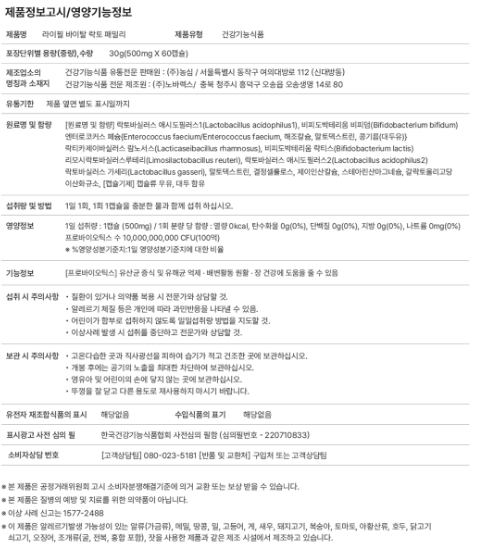 제품정보고시/영양기능정보
제품명 라이필 바이탈 락토 패밀리 제품유형 건강기능식품
포장단위별 용량(중량),수량 30g(500mg X 60캡슐)
제조업소의 명칭과 소재지 건강기능식품 유통전문 판매원 : (주)농심 / 서울특별시 동작구 여의대방로 112 (신대방동)
건강기능식품 전문 제조원 : (주)노바렉스/ 충북 청주시 흥덕구 오송읍 오송생명 14로 80
유통기한 제품 옆면 별도 표시일까지
원료명 및 함량 [원료명 및 함량] 락토바실러스 애시도필러스1(Lactobacillus acidophilus1), 비피도박테리움 비피덤(Bifidobacterium bifidum)
엔터로코커스 페슘(Enterococcus faecium/Enterococcus faecium, 해조칼슘, 말토덱스트린, 콩기름(대두유))
락티카제이바실러스 람노서스(Lacticaseibacillus rhamnosus), 비피도박테리움 락티스(Bifidobacterium lactis)
리모시락토바실러스루테리(Limosilactobacillus reuteri), 락토바실러스 애시도필러스2(Lactobacillus acidophilus2)
락토바실러스 가세리(Lactobacillus gasseri), 말토덱스트린, 결정셀룰로스, 제이인산칼슘, 스테아린산마그네슘, 갈락토올리고당
이산화규소, [캡슐기제] 캡슐류 우유, 대두 함유
섭취량 및 방법 1일 1회, 1회 1캡슐을 충분한 물과 함께 섭취 하십시오.
영양정보 1일 섭취량 : 1캡슐 (500mg) / 1회 분량 당 함량 : 열량 0kcal, 탄수화물 0g(0%), 단백질 0g(0%), 지방 0g(0%), 나트륨 0mg(0%)
프로바이오틱스 수 10,000,000,000 CFU(100억)
※ %영양성분기준치:1일 영양성분기준치에 대한 비율
기능정보 [프로바이오틱스] 유산균 증식 및 유해균 억제 · 배변활동 원활 · 장 건강에 도움을 줄 수 있음
섭취 시 주의사항 • 질환이 있거나 의약품 복용 시 전문가와 상담할 것.
• 알레르기 체질 등은 개인에 따라 과민반응을 나타낼 수 있음.
• 어린이가 함부로 섭취하지 않도록 일일섭취량 방법을 지도할 것.
• 이상사례 발생 시 섭취를 중단하고 전문가와 상담할 것.
보관 시 주의사항 • 고온다습한 곳과 직사광선을 피하여 습기가 적고 건조한 곳에 보관하십시오.
• 개봉 후에는 공기의 노출을 최대한 차단하여 보관하십시오.
• 영유아 및 어린이의 손에 닿지 않는 곳에 보관하십시오.
• 뚜껑을 잘 닫고 다른 용도로 재사용하지 마시기 바랍니다.
유전자 재조합식품의 표시 해당없음 수입식품의 표기 해당없음
표시광고 사전 심의 필 한국건강기능식품협회 사전심의 필함 (심의필번호 - 220710833)
소비자상담 번호 [고객상담팀] 080-023-5181 [반품 및 교환처] 구입처 또는 고객상담팀
※ 본 제품은 공정거래위원회 고시 소비자분쟁해결기준에 의거 교환 또는 보상 받을 수 있습니다.
※ 본 제품은 질병의 예방 및 치료를 위한 의약품이 아닙니다.
※ 이상 사례 신고는 1577-2488
※ 이 제품은 알레르기발생 가능성이 있는 알류(가금류), 메밀, 땅콩, 밀, 고등어, 게, 새우, 돼지고기, 복숭아, 토마토, 아황산류, 호두, 닭고기
쇠고기, 오징어, 조개류(굴, 전복, 홍합 포함), 잣을 사용한 제품과 같은 제조 시설에서 제조하고 있습니다.